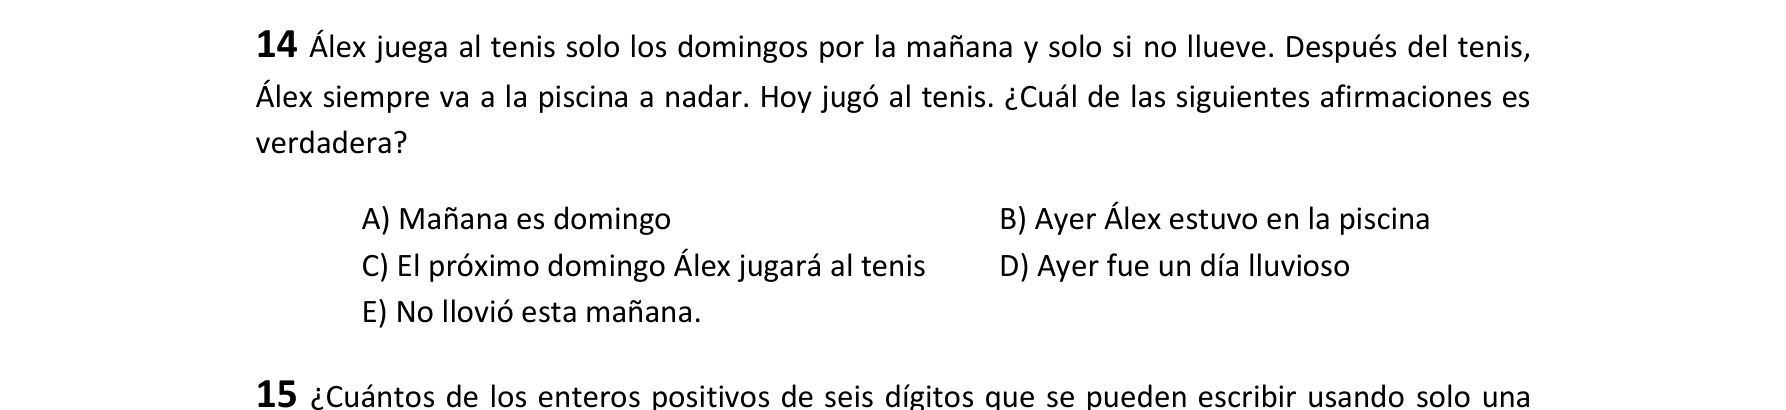 14 Álex juega al tenis solo los domingos por la mañana y solo si no llueve. Después del tenis,
Álex siempre va a la piscina a nadar. Hoy jugó al tenis. ¿Cuál de las siguientes afirmaciones es
verdadera?
A) Mañana es domingo
B) Ayer Álex estuvo en la piscina
C) El próximo domingo Álex jugará al tenis
D) Ayer fue un día lluvioso
E) No llovió esta mañana.
15 ¿Cuántos de los enteros positivos de seis dígitos que se pueden escribir usando solo una